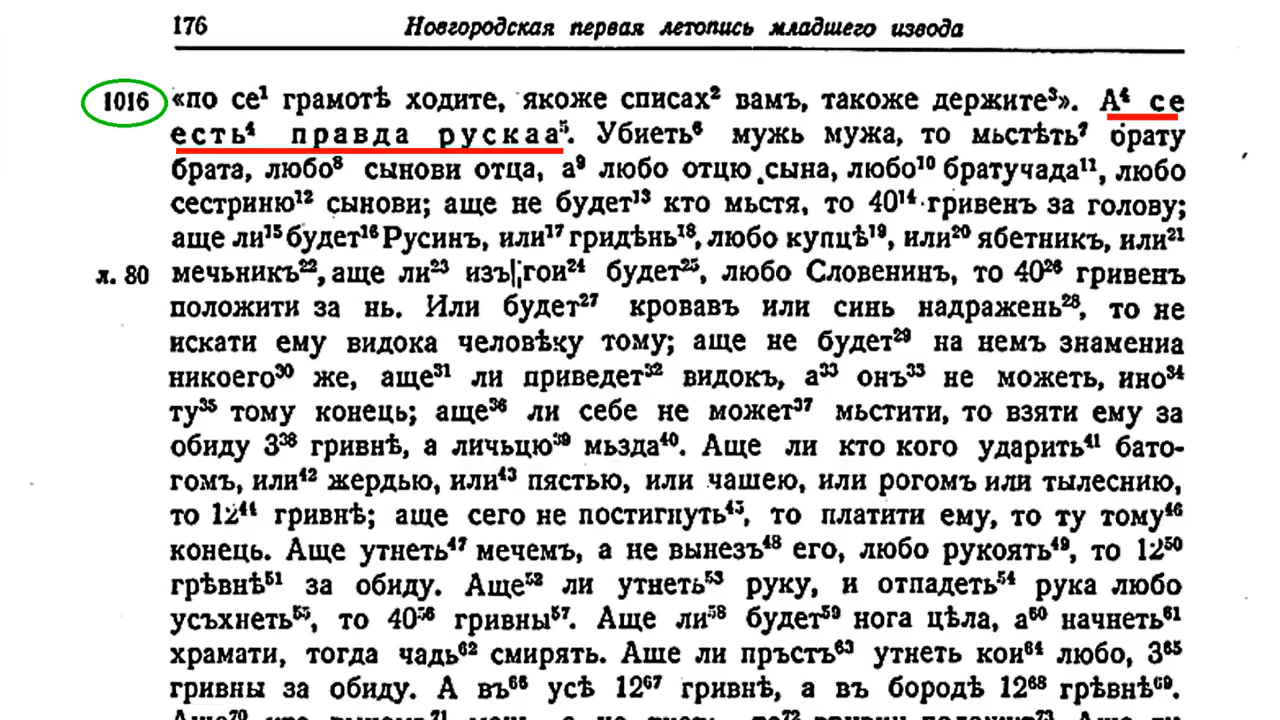 176 Новгородская первая летопись младшего извода
1016 «по се¹ грамотѣ ходите, якоже списах² вамъ, такоже держите³». А⁴ се
есть⁴ правда рускаа⁵. Убиеть⁶ мужь мужа, то мьстѣть⁷ брату
брата, любо⁸ сынови отца, а⁹ любо отцю сына, любо¹⁰ братучада¹¹, любо
сестриню¹² сынови; аще не будет¹³ кто мьстя, то 40¹⁴ гривенъ за голову;
аще ли¹⁵ будет¹⁶ Русинъ, или¹⁷ гридѣнь¹⁸, любо купцѣ¹⁹, или²⁰ ябетник, или²¹
л. 80 мечьникъ²², аще ли²³ изъ||гои²⁴ будет²⁵, любо Словенинъ, то 40²⁶ гривенъ
положити за нь. Или будет²⁷ кровавъ или синь надражень²⁸, то не
искати ему видока человѣку тому; аще не будет²⁹ на немъ знамениа
никоего³⁰ же, аще³¹ ли приведет³² видокъ, а³³ онъ³³ не можеть, ино³⁴
ту³⁵ тому конець; аще³⁶ ли себе не может³⁷ мьстити, то взяти ему за
обиду 3³⁸ гривнѣ, а личьцю³⁹ мьзда⁴⁰. Аще ли кто кого ударить⁴¹ бато-
гомъ, или⁴² жердью, или⁴³ пястью, или чашею, или рогомъ или тылеснию,
то 12⁴⁴ гривнѣ; аще сего не постигнуть⁴⁵, то платити ему, то ту тому⁴⁶
конець. Аще утнеть⁴⁷ мечемъ, а не вынезъ⁴⁸ его, любо рукоять⁴⁹, то 12⁵⁰
грѣвнѣ⁵¹ за обиду. Аще⁵² ли утнеть⁵³ руку, и отпадеть⁵⁴ рука любо
усъхнеть⁵⁵, то 40⁵⁶ гривны⁵⁷. Аще ли⁵⁸ будет⁵⁹ нога цѣла, а⁶⁰ начнеть⁶¹
храмати, тогда чадь⁶² смирять. Аше ли пръстъ⁶³ утнеть кои⁶⁴ любо, 3⁶⁵
гривны за обиду. А въ⁶⁶ усѣ 12⁶⁷ гривнѣ, а въ бородѣ 12⁶⁸ грѣвнѣ⁶⁹.